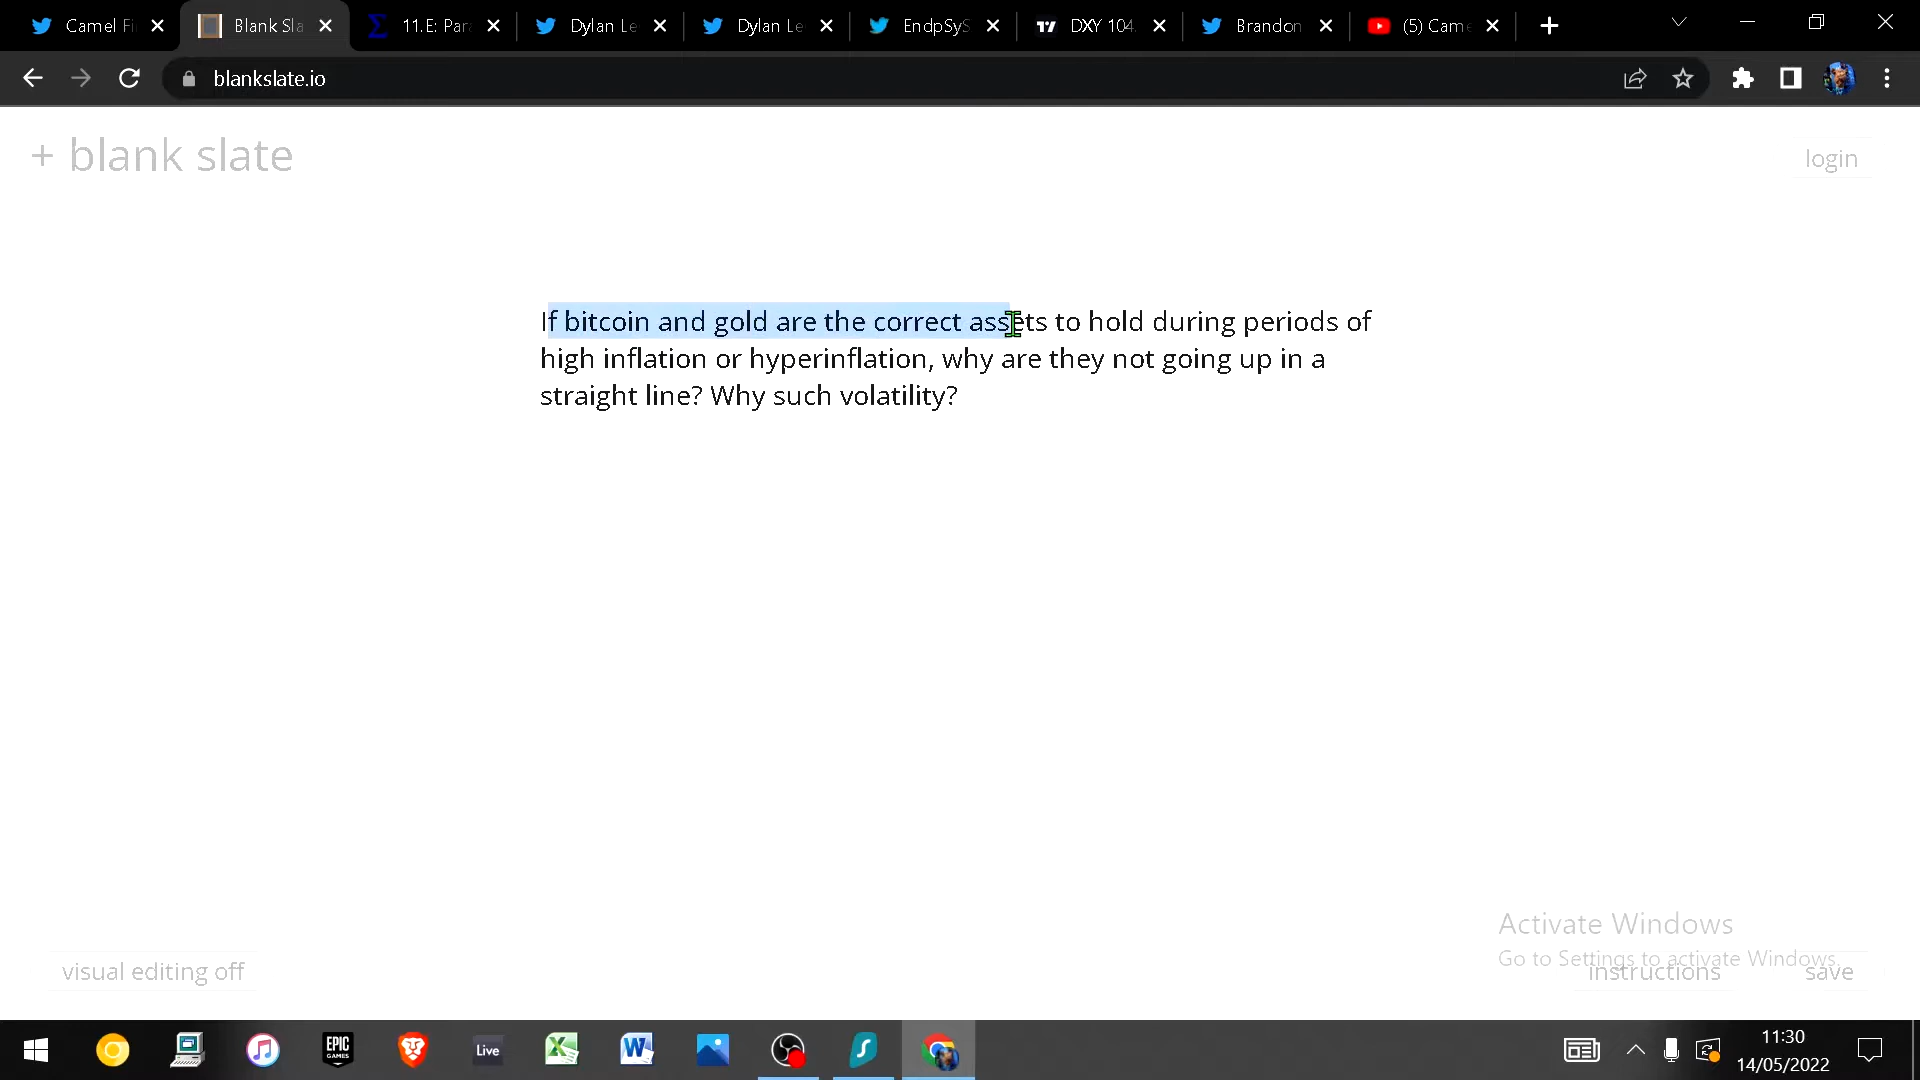 Camel Fi
Blank Sla
11.E: Par
Dylan Le
Dylan Le
EndpSyS
DXY 104.
Brandon
(5) Came
blankslate.io
+ blank slate
login
If bitcoin and gold are the correct assets to hold during periods of
high inflation or hyperinflation, why are they not going up in a
straight line? Why such volatility?
Activate Windows
Go to Settings to activate Windows.
visual editing off
instructions
save
EPIC
GAMES
Live
11:30
14/05/2022